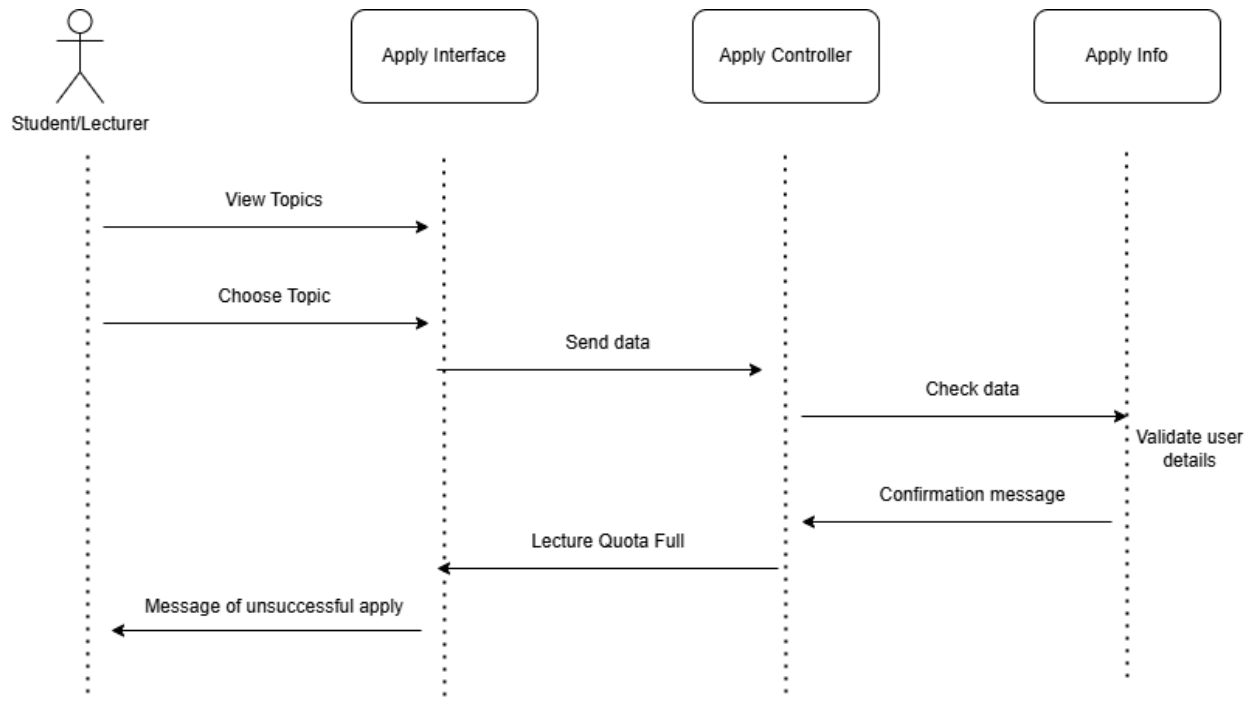 Apply Interface
Apply Controller
Apply Info
Student/Lecturer
View Topics
Choose Topic
Send data
Check data
Validate user
details
Confirmation message
Lecture Quota Full
Message of unsuccessful apply